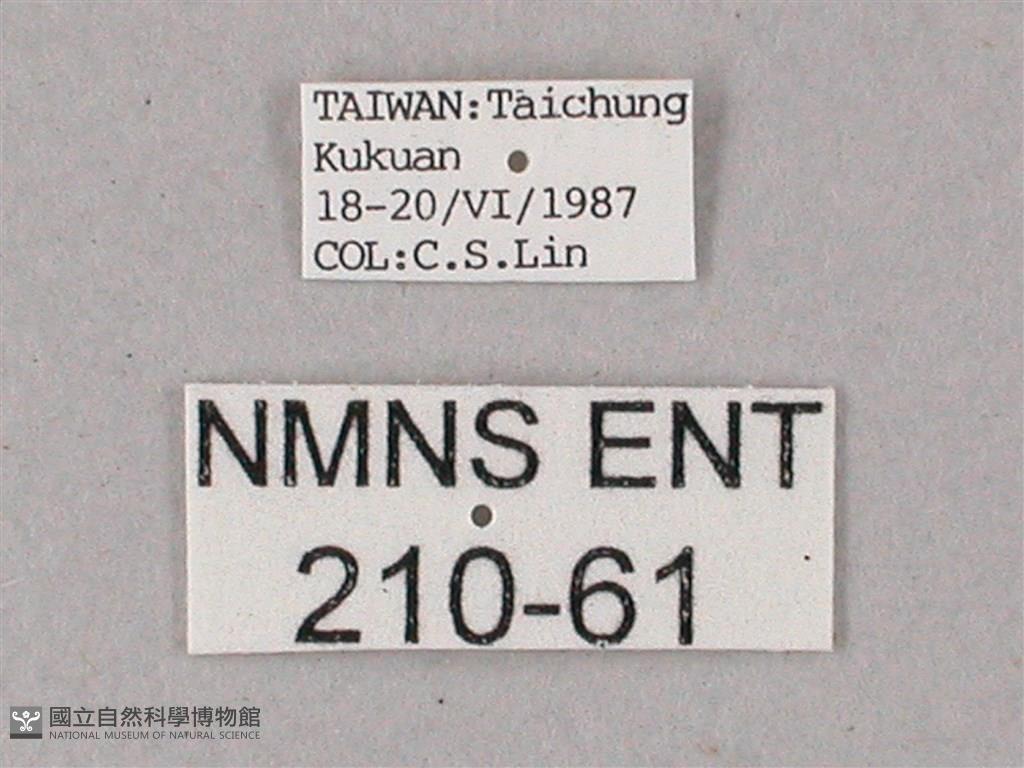 TAIWAN:Taichung
Kukuan
18-20/VI/1987
COL:C.S.Lin
NMNS ENT
210-61
國立自然科學博物館
NATIONAL MUSEUM OF NATURAL SCIENCE